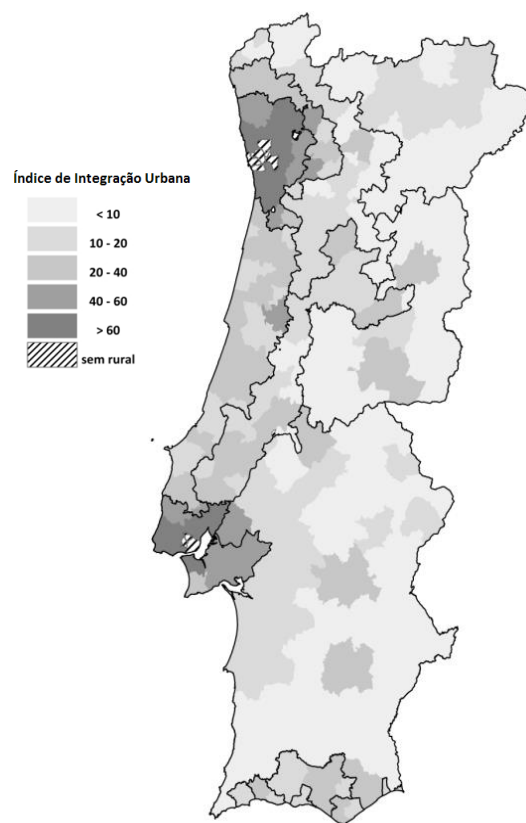 Índice de Integração Urbana
< 10
10 - 20
20 - 40
40 - 60
> 60
sem rural